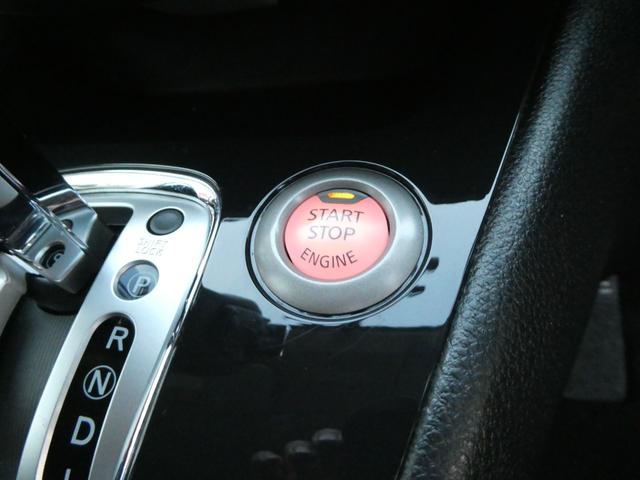 START
STOP
ENGINE
SHIFT
LOCK
P
R
N
D